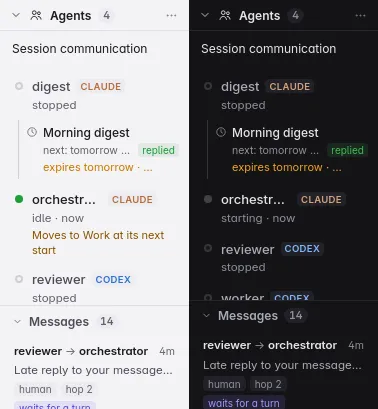 Agents 4 ...
Session communication
digest CLAUDE
stopped
Morning digest
next: tomorrow ... replied
expires tomorrow · ...
orchestr... CLAUDE
idle · now
Moves to Work at its next
start
reviewer CODEX
stopped
Messages 14
reviewer → orchestrator 4m
Late reply to your message...
human hop 2
waits for a turn
Agents 4 ...
Session communication
digest CLAUDE
stopped
Morning digest
next: tomorrow ... replied
expires tomorrow · ...
orchestr... CLAUDE
starting · now
reviewer CODEX
stopped
worker CODEX
Messages 14
reviewer → orchestrator 4m
Late reply to your message...
human hop 2
waits for a turn